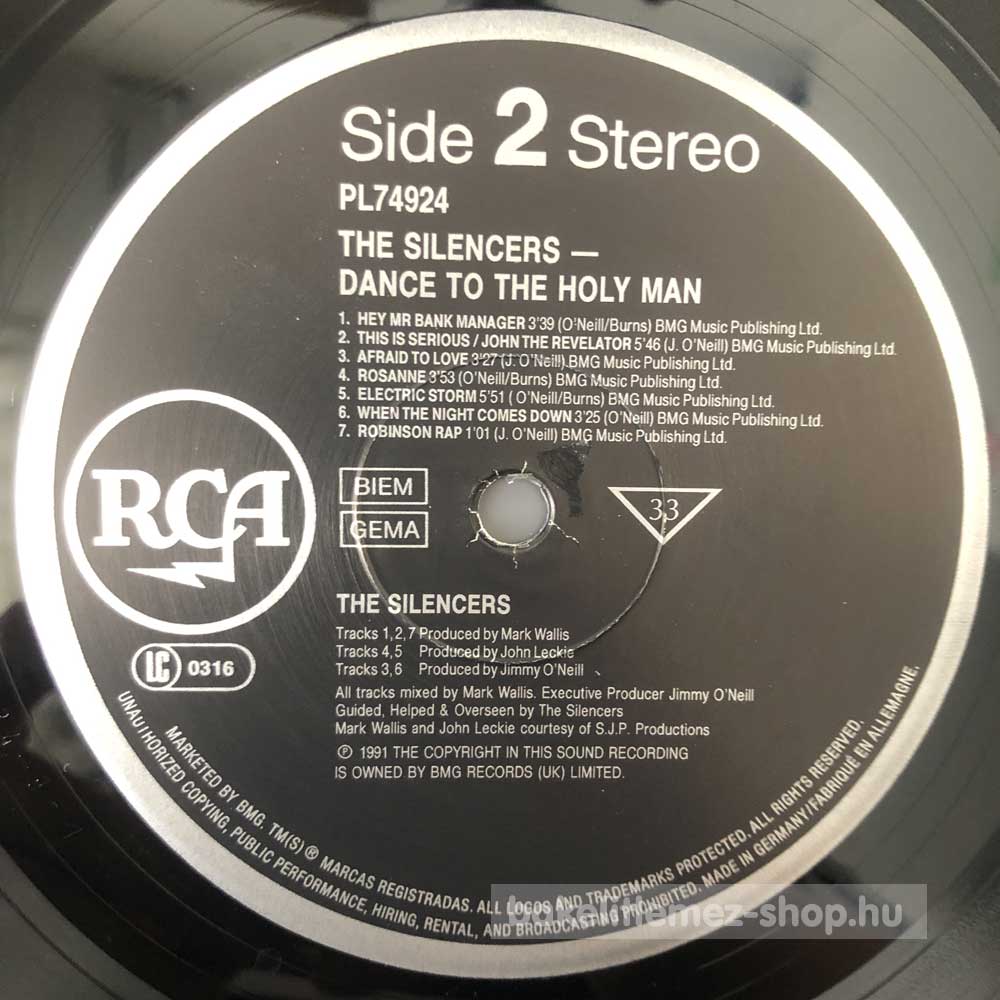 Side 2 Stereo
PL74924
THE SILENCERS —
DANCE TO THE HOLY MAN
1. HEY MR BANK MANAGER 3'39 (O'Neill/Burns) BMG Music Publishing Ltd.
2. THIS IS SERIOUS / JOHN THE REVELATOR 5'46 (J. O'Neill) BMG Music Publishing Ltd.
3. AFRAID TO LOVE 3'27 (J. O'Neill) BMG Music Publishing Ltd.
4. ROSANNE 3'53 (O'Neill/Burns) BMG Music Publishing Ltd.
5. ELECTRIC STORM 5'51 ( O'Neill/Burns) BMG Music Publishing Ltd.
6. WHEN THE NIGHT COMES DOWN 3'25 (O'Neill) BMG Music Publishing Ltd.
7. ROBINSON RAP 1'01 (J. O'Neill) BMG Music Publishing Ltd.
RCA
BIEM
GEMA
33
THE SILENCERS
Tracks 1,2,7 Produced by Mark Wallis
Tracks 4,5 Produced by John Leckie
Tracks 3,6 Produced by Jimmy O'Neill
LC 0316
All tracks mixed by Mark Wallis. Executive Producer Jimmy O'Neill
Guided, Helped & Overseen by The Silencers
Mark Wallis and John Leckie courtesy of S.J.P. Productions
℗ 1991 THE COPYRIGHT IN THIS SOUND RECORDING
IS OWNED BY BMG RECORDS (UK) LIMITED.
MARKETED BY BMG. TM(S) ® MARCAS REGISTRADAS. ALL LOGOS AND TRADEMARKS PROTECTED. ALL RIGHTS RESERVED.
UNAUTHORIZED COPYING, PUBLIC PERFORMANCE, HIRING, RENTAL, AND BROADCASTING PROHIBITED. MADE IN GERMANY/FABRIQUÉ EN ALLEMAGNE.
bakelitlemez-shop.hu